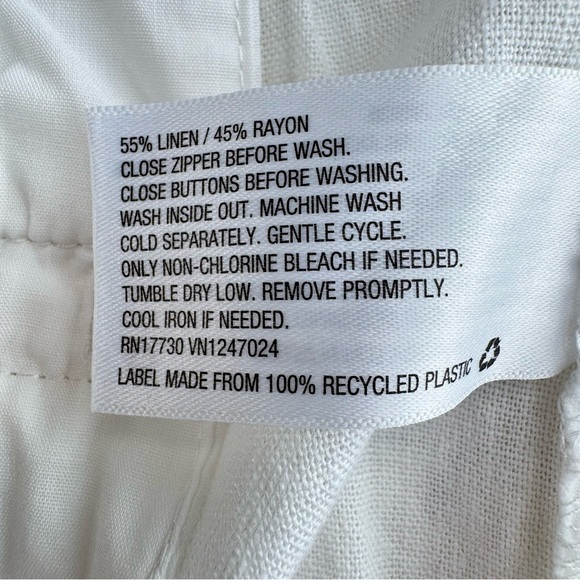 55% LINEN / 45% RAYON
CLOSE ZIPPER BEFORE WASH.
CLOSE BUTTONS BEFORE WASHING.
WASH INSIDE OUT. MACHINE WASH
COLD SEPARATELY. GENTLE CYCLE.
ONLY NON-CHLORINE BLEACH IF NEEDED.
TUMBLE DRY LOW. REMOVE PROMPTLY.
COOL IRON IF NEEDED.
RN17730 VN1247024
LABEL MADE FROM 100% RECYCLED PLASTIC